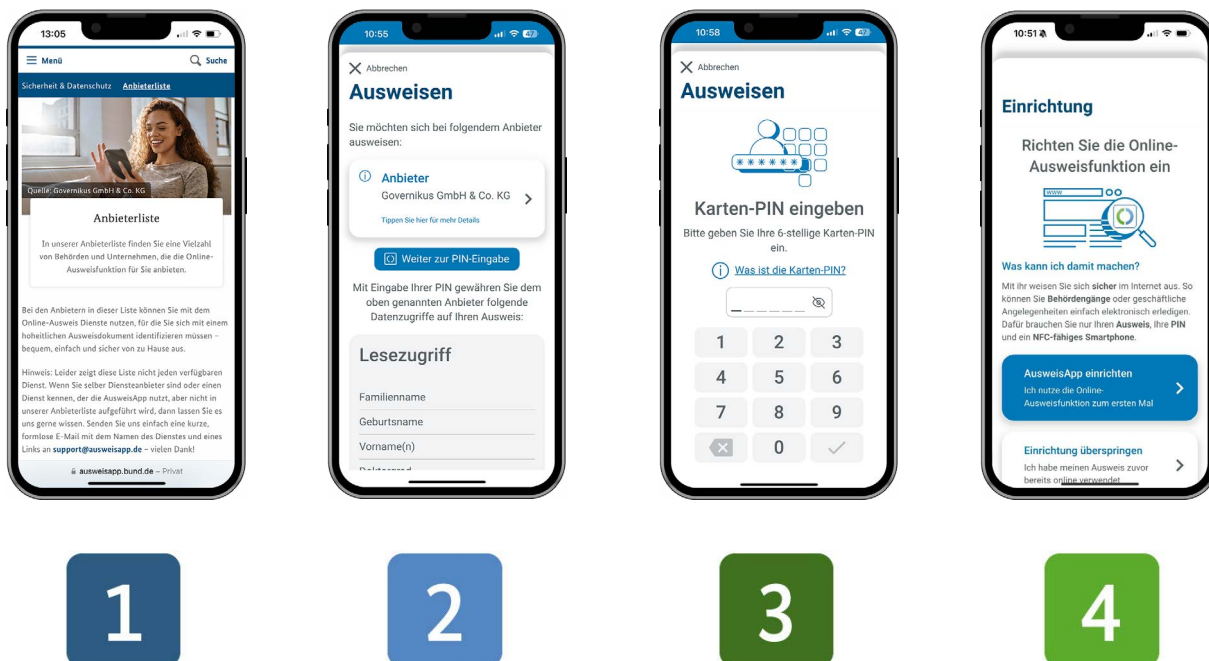 13:05
Menü
Suche
Sicherheit & Datenschutz Anbieterliste
Quelle: Governikus GmbH & Co. KG
Anbieterliste
In unserer Anbieterliste finden Sie eine Vielzahl
von Behörden und Unternehmen, die die Online-
Ausweisfunktion für Sie anbieten.
Bei den Anbietern in dieser Liste können Sie mit dem
Online-Ausweis Dienste nutzen, für die Sie sich mit einem
hoheitlichen Ausweisdokument identifizieren müssen –
bequem, einfach und sicher von zu Hause aus.
Hinweis: Leider zeigt diese Liste nicht jeden verfügbaren
Dienst. Wenn Sie selber Diensteanbieter sind oder einen
Dienst kennen, der die AusweisApp nutzt, aber nicht in
unserer Anbieterliste aufgeführt wird, dann lassen Sie es
uns gerne wissen. Senden Sie uns einfach eine kurze,
formlose E-Mail mit dem Namen des Dienstes und eines
Links an support@ausweisapp.de – vielen Dank!
ausweisapp.bund.de – Privat
1
10:55
47
Abbrechen
Ausweisen
Sie möchten sich bei folgendem Anbieter
ausweisen:
Anbieter
Governikus GmbH & Co. KG
Tippen Sie hier für mehr Details
Weiter zur PIN-Eingabe
Mit Eingabe Ihrer PIN gewähren Sie dem
oben genannten Anbieter folgende
Datenzugriffe auf Ihren Ausweis:
Lesezugriff
Familienname
Geburtsname
Vorname(n)
2
10:58
47
Abbrechen
Ausweisen
******
Karten-PIN eingeben
Bitte geben Sie Ihre 6-stellige Karten-PIN
ein.
Was ist die Karten-PIN?
1 2 3
4 5 6
7 8 9
0
3
10:51
Einrichtung
Richten Sie die Online-
Ausweisfunktion ein
www
Was kann ich damit machen?
Mit ihr weisen Sie sich sicher im Internet aus. So
können Sie Behördengänge oder geschäftliche
Angelegenheiten einfach elektronisch erledigen.
Dafür brauchen Sie nur Ihren Ausweis, Ihre PIN
und ein NFC-fähiges Smartphone.
AusweisApp einrichten
Ich nutze die Online-
Ausweisfunktion zum ersten Mal
Einrichtung überspringen
Ich habe meinen Ausweis zuvor
bereits online verwendet
4